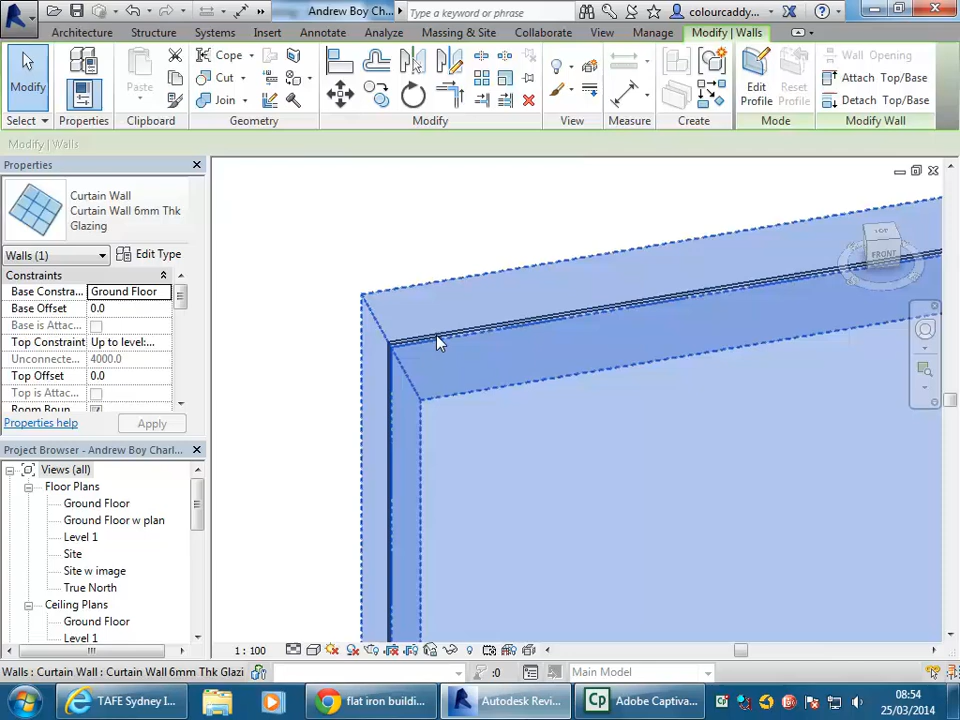 Andrew Boy Ch...
Type a keyword or phrase
colourcaddy...
Architecture
Structure
Systems
Insert
Annotate
Analyze
Massing & Site
Collaborate
View
Manage
Modify | Walls
Modify
Select
Properties
Paste
Clipboard
Cope
Cut
Join
Geometry
Modify
View
Measure
Create
Edit
Profile
Reset
Profile
Mode
Wall Opening
Attach Top/Base
Detach Top/Base
Modify Wall
Modify | Walls
Properties
Curtain Wall
Curtain Wall 6mm Thk
Glazing
Walls (1)
Edit Type
Constraints
Base Constra... Ground Floor
Base Offset 0.0
Base is Attac...
Top Constraint Up to level:...
Unconnecte... 4000.0
Top Offset 0.0
Top is Attac...
Room Boun
Properties help
Apply
Project Browser - Andrew Boy Charl...
Views (all)
Floor Plans
Ground Floor
Ground Floor w plan
Level 1
Site
Site w image
True North
Ceiling Plans
Ground Floor
Level 1
TOP
FRONT
1 : 100
Walls : Curtain Wall : Curtain Wall 6mm Thk Glazi
:0
Main Model
TAFE Sydney I...
flat iron buildin...
Autodesk Revi...
Cp
Adobe Captiva...
08:54
25/03/2014